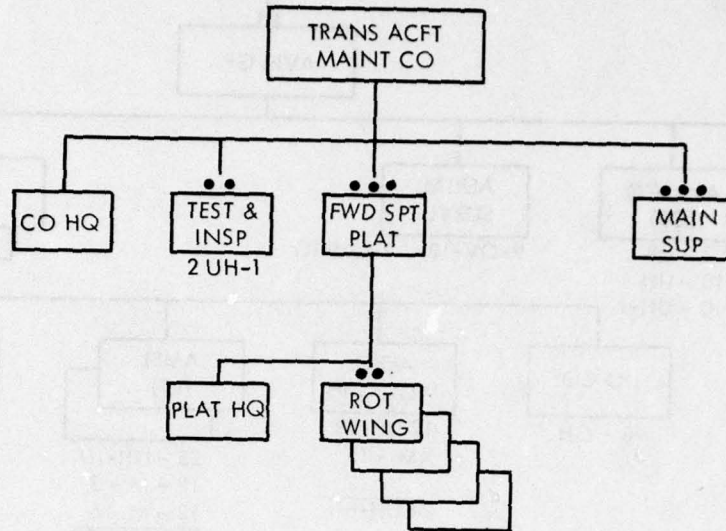 TRANS ACFT
MAINT CO
CO HQ
TEST &
INSP
2 UH-1
FWD SPT
PLAT
MAIN
SUP
PLAT HQ
ROT
WING